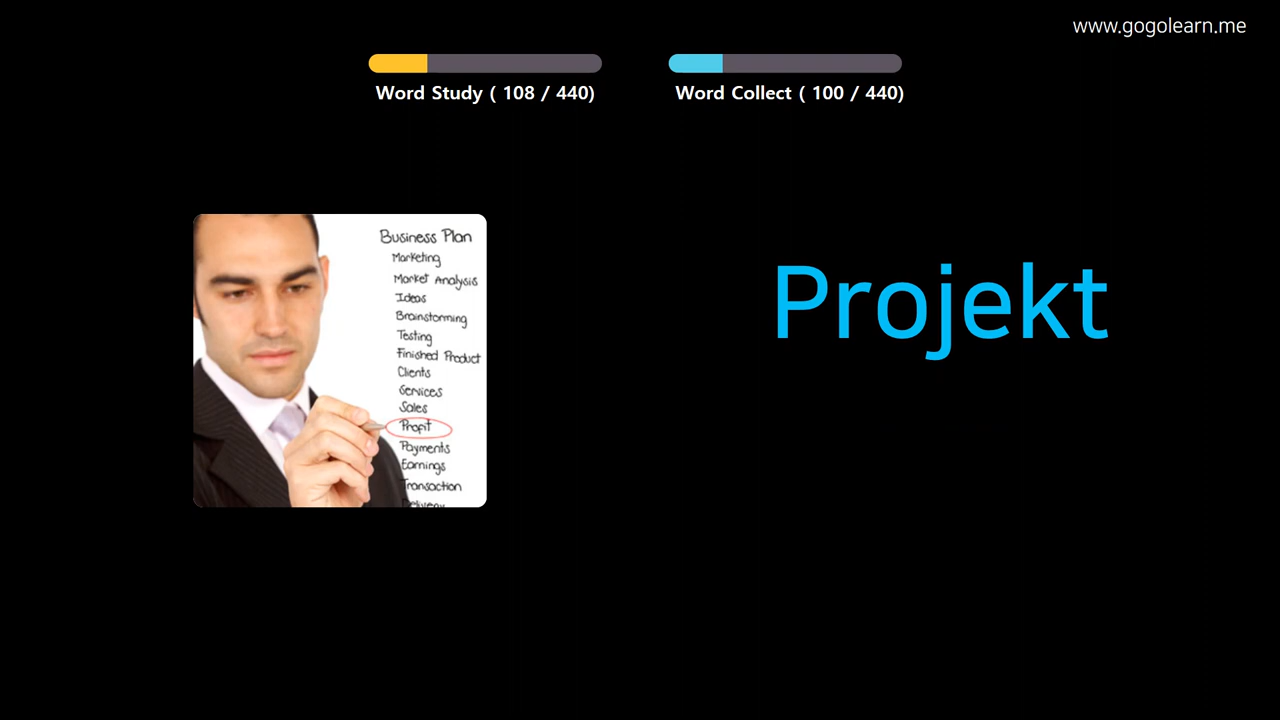 www.gogolearn.me
Word Study ( 108 / 440)
Word Collect ( 100 / 440)
Business Plan
Marketing
Market Analysis
Ideas
Brainstorming
Testing
Finished Product
Clients
Services
Sales
Profit
Payments
Earnings
Transaction
Delivery
Projekt